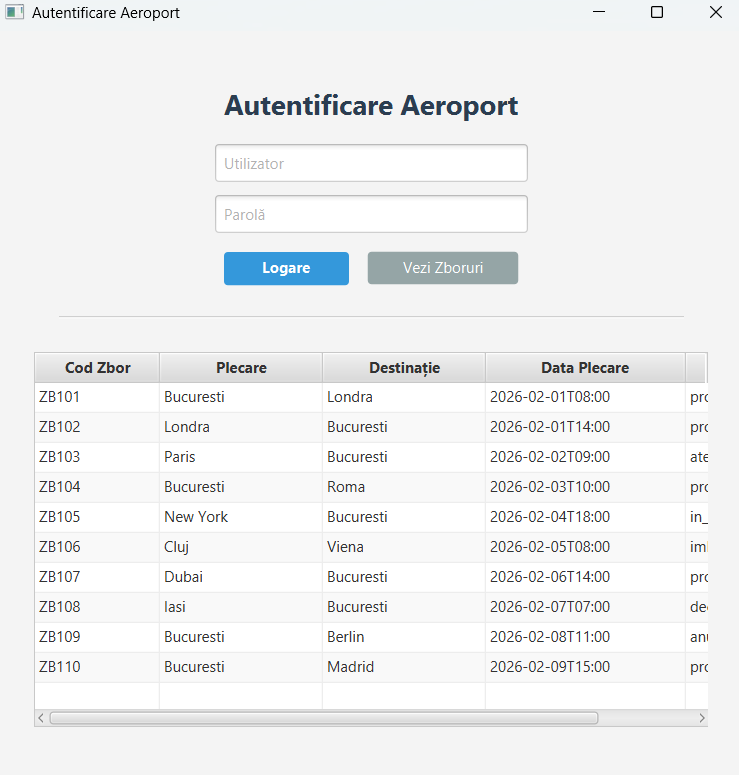 Autentificare Aeroport
Autentificare Aeroport
Utilizator
Parolă
Logare Vezi Zboruri
Cod Zbor Plecare Destinație Data Plecare
ZB101 Bucuresti Londra 2026-02-01T08:00 pro
ZB102 Londra Bucuresti 2026-02-01T14:00 pro
ZB103 Paris Bucuresti 2026-02-02T09:00 ate
ZB104 Bucuresti Roma 2026-02-03T10:00 pro
ZB105 New York Bucuresti 2026-02-04T18:00 in_
ZB106 Cluj Viena 2026-02-05T08:00
ZB107 Dubai Bucuresti 2026-02-06T14:00 pro
ZB108 Iasi Bucuresti 2026-02-07T07:00
ZB109 Bucuresti Berlin 2026-02-08T11:00
ZB110 Bucuresti Madrid 2026-02-09T15:00 pro